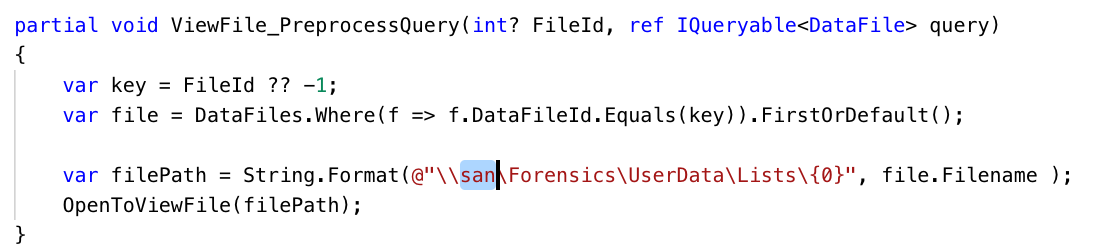 partial void ViewFile_PreprocessQuery(int? FileId, ref IQueryable<DataFile> query)
{
    var key = FileId ?? -1;
    var file = DataFiles.Where(f => f.DataFileId.Equals(key)).FirstOrDefault();
    var filePath = String.Format(@"\\san\Forensics\UserData\Lists\{0}", file.Filename );
    OpenToViewFile(filePath);
}